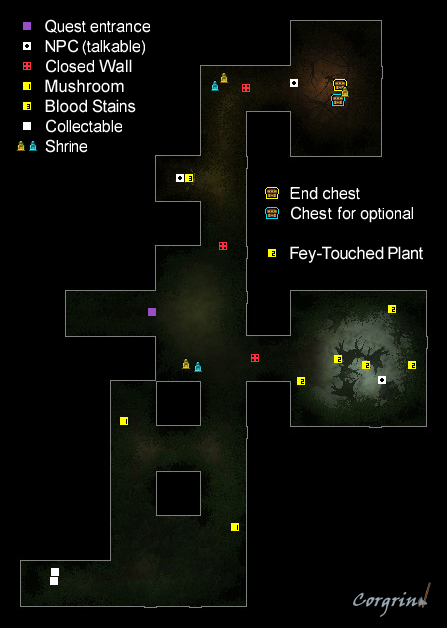 Quest entrance
NPC (talkable)
Closed Wall
Mushroom
Blood Stains
Collectable
Shrine
End chest
Chest for optional
Fey-Touched Plant
Corgrind